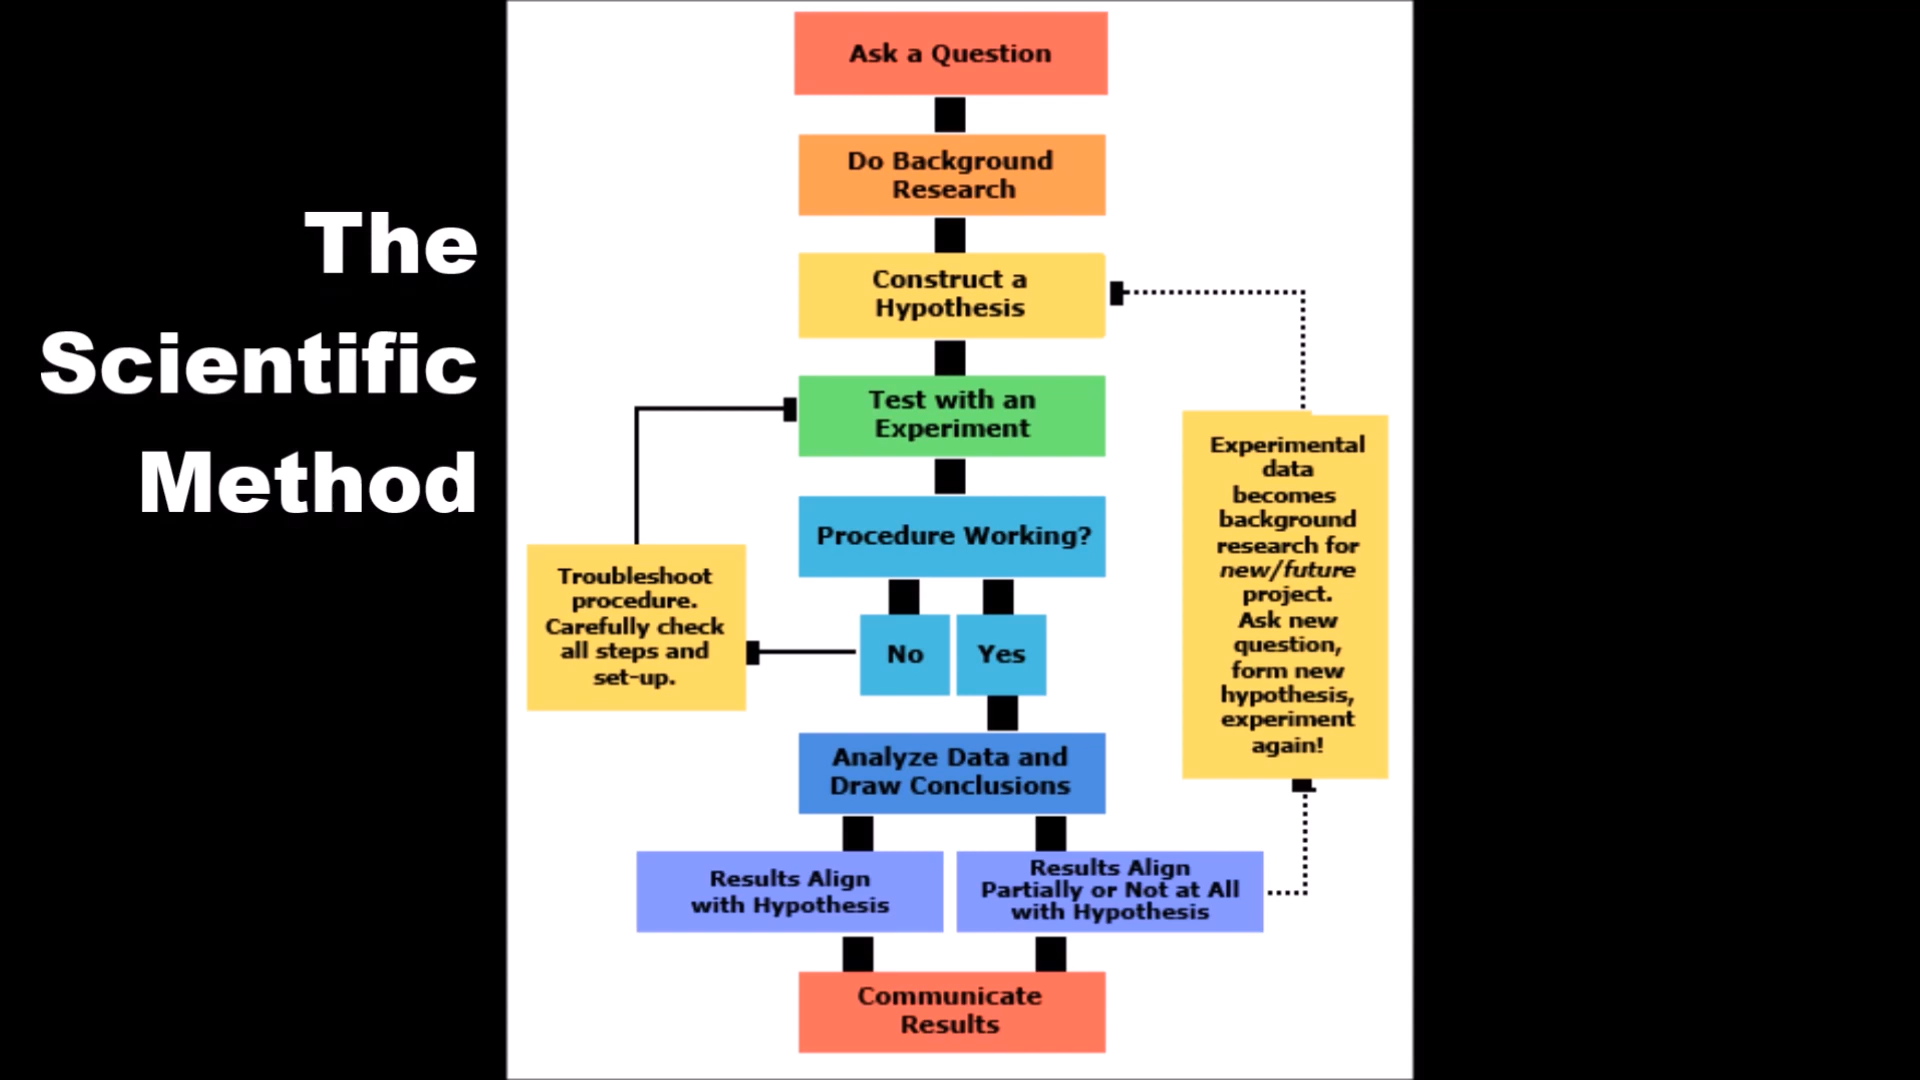 The
Scientific
Method
Ask a Question
Do Background
Research
Construct a
Hypothesis
Test with an
Experiment
Procedure Working?
No
Yes
Troubleshoot
procedure.
Carefully check
all steps and
set-up.
Analyze Data and
Draw Conclusions
Results Align
with Hypothesis
Results Align
Partially or Not at All
with Hypothesis
Experimental
data
becomes
background
research for
new/future
project.
Ask new
question,
form new
hypothesis,
experiment
again!
Communicate
Results